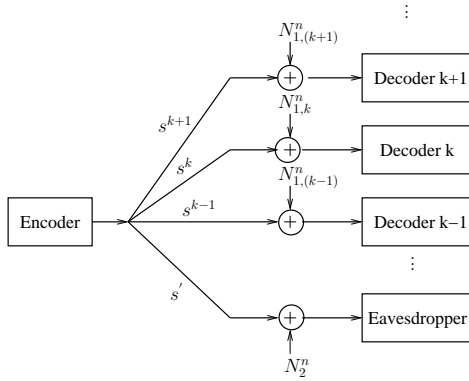 ⋮
N^n_{1,(k+1)}
+
Decoder k+1
s^{k+1}
N^n_{1,k}
+
Decoder k
s^k
N^n_{1,(k−1)}
s^{k−1}
Encoder
+
Decoder k−1
⋮
s^'
+
Eavesdropper
N^n_2